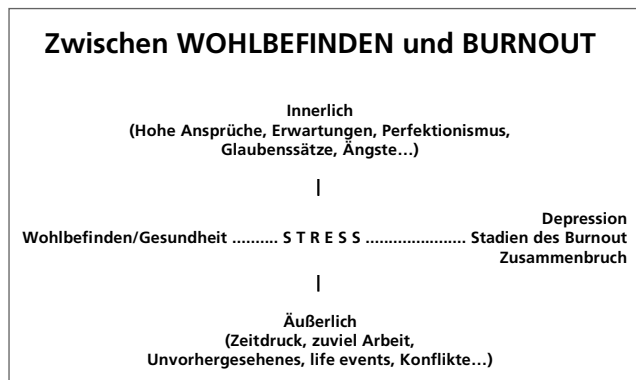 Zwischen WOHLBEFINDEN und BURNOUT
Innerlich
(Hohe Ansprüche, Erwartungen, Perfektionismus,
Glaubenssätze, Ängste...)
|
Depression
Wohlbefinden/Gesundheit .......... S T R E S S ...................... Stadien des Burnout
Zusammenbruch
|
Äußerlich
(Zeitdruck, zuviel Arbeit,
Unvorhergesehenes, life events, Konflikte...)